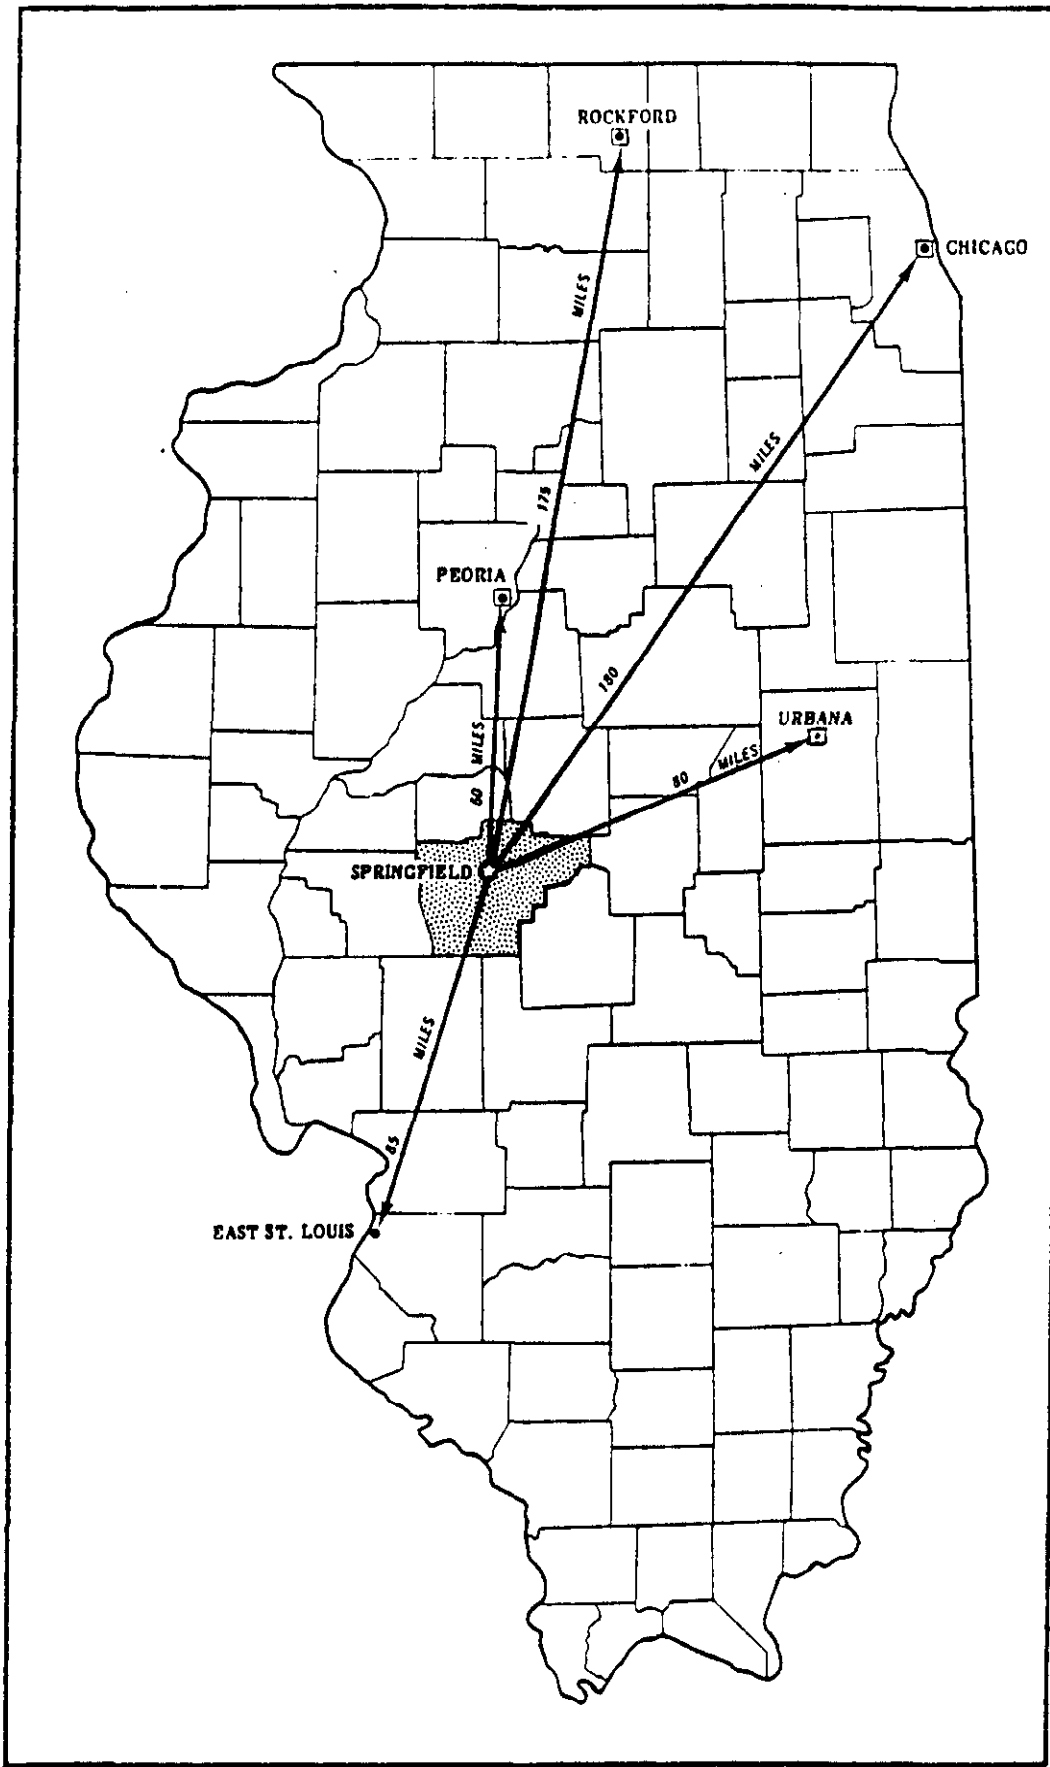 ROCKFORD
CHICAGO
MILES
175
MILES
180
PEORIA
MILES
60
URBANA
80 MILES
SPRINGFIELD
MILES
85
EAST ST. LOUIS